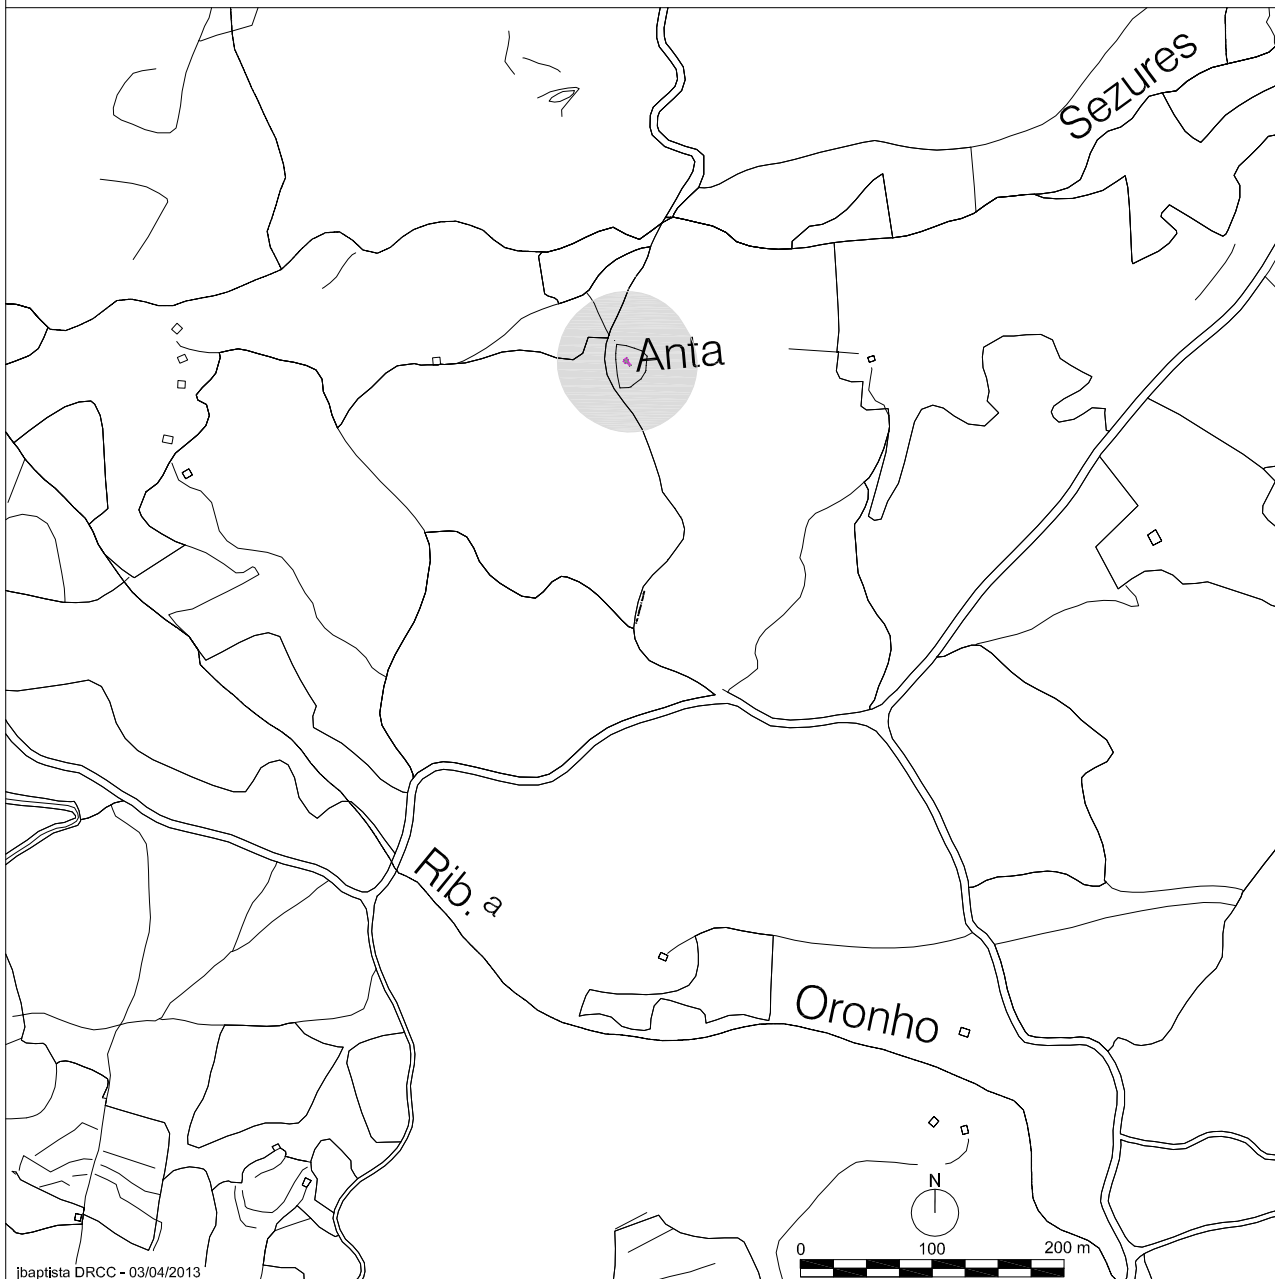 Sezures
Anta
Rib. a
Oronho
N
0 100 200 m
jbaptista DRCC - 03/04/2013